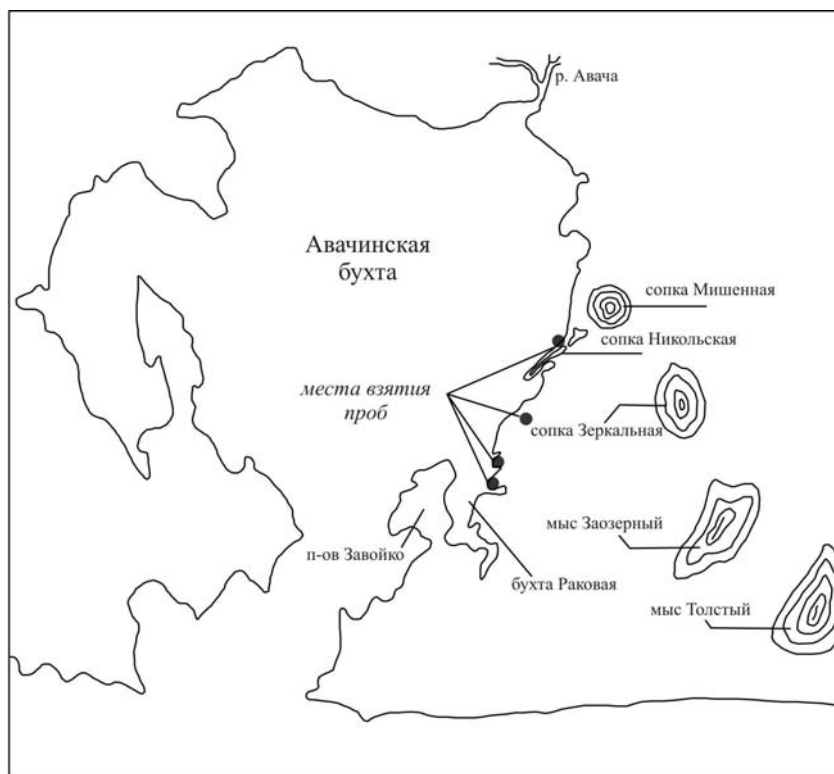 р. Авача
Авачинская
бухта
сопка Мишенная
сопка Никольская
места взятия
проб
сопка Зеркальная
мыс Заозерный
п-ов Завойко
бухта Раковая
мыс Толстый